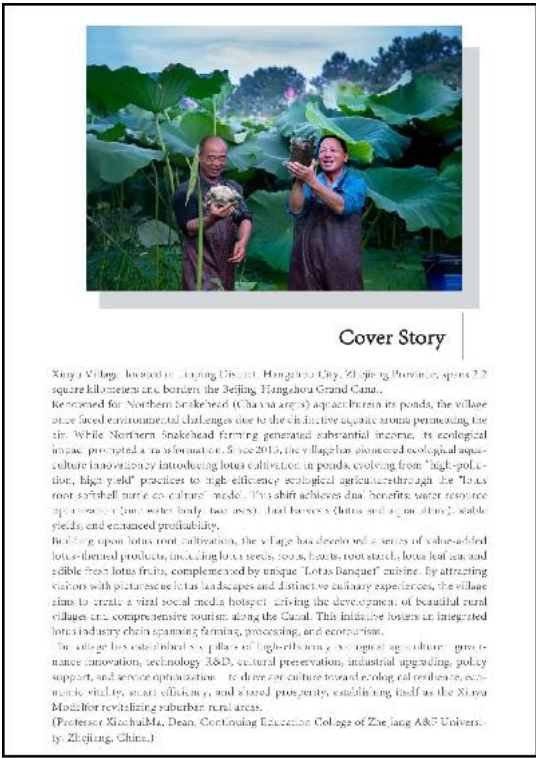 Cover Story
Xinyu Village, located in Linping District, Hangzhou City, Zhejiang Province, spans 2.2
square kilometers and borders the Beijing-Hangzhou Grand Canal.
Renowned for Northern Snakehead (Channa argus) aquaculturein its ponds, the village
once faced environmental challenges due to the distinctive aquatic aroma permeating the
air. While Northern Snakehead farming generated substantial income, its ecological
impact prompted a transformation. Since 2015, the village has pioneered ecological aqua-
culture innovationby introducing lotus cultivation in ponds, evolving from "high-pollu-
tion, high-yield" practices to high-efficiency ecological agriculturethrough the "lotus
root-softshell turtle co-culture" model. This shift achieves dual benefits: water resource
optimization (one water body, two uses), dual harvests (lotus and aquaculture), stable
yields, and enhanced profitability.
Building upon lotus root cultivation, the village has developed a series of value-added
lotus-themed products, including lotus seeds, roots, hearts, root starch, lotus leaf tea, and
edible fresh lotus fruits, complemented by unique "Lotus Banquet" cuisine. By attracting
visitors with picturesque lotus landscapes and distinctive culinary experiences, the village
aims to create a viral social media hotspot, driving the development of beautiful rural
villages and comprehensive tourism along the Canal. This initiative fosters an integrated
lotus industry chain spanning farming, processing, and ecotourism.
The village has established six pillars of high-efficiency ecological agriculture—gover-
nance innovation, technology R&D, cultural preservation, industrial upgrading, policy
support, and service optimization—to drive agriculture toward ecological resilience, eco-
nomic vitality, smart efficiency, and shared prosperity, establishing itself as the Xinyu
Modelfor revitalizing suburban rural areas.
(Professor XiaohuiMa, Dean, Continuing Education College of Zhejiang A&F Universi-
ty, Zhejiang, China.)